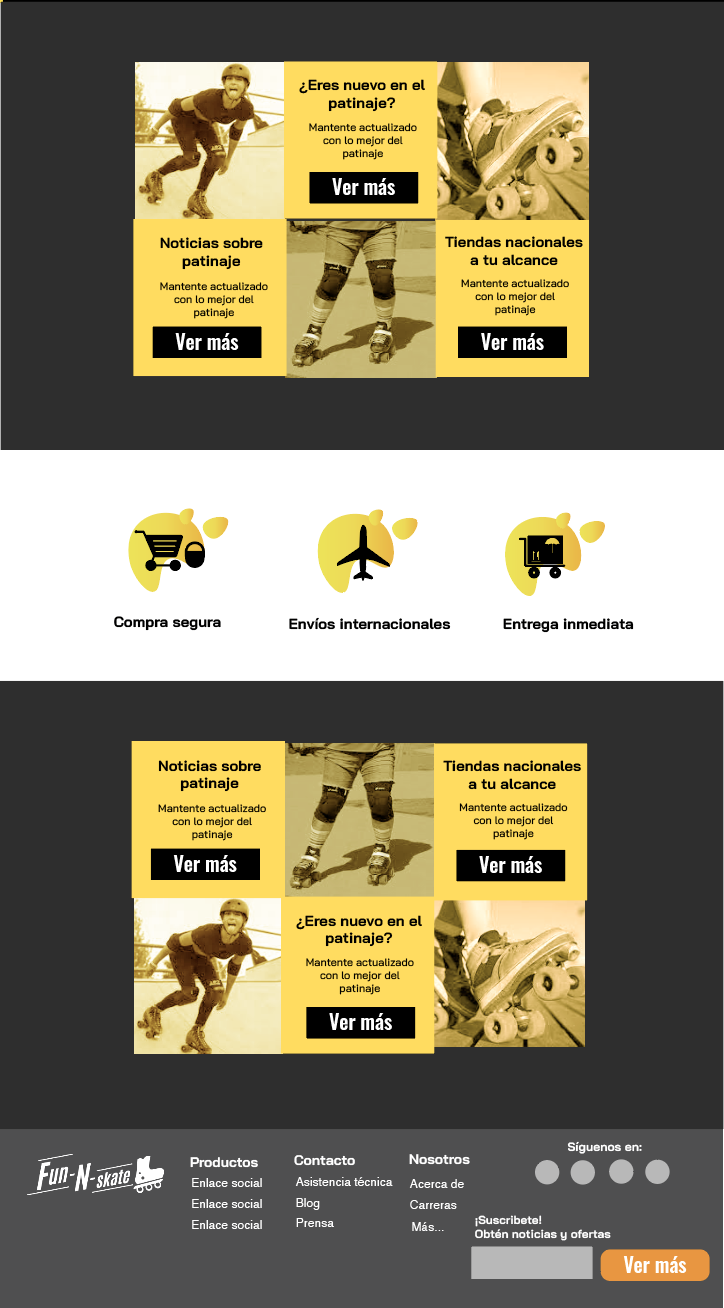 ¿Eres nuevo en el
patinaje?
Mantente actualizado
con lo mejor del
patinaje
Ver más
Noticias sobre
patinaje
Mantente actualizado
con lo mejor del
patinaje
Ver más
Tiendas nacionales
a tu alcance
Mantente actualizado
con lo mejor del
patinaje
Ver más
Compra segura
Envíos internacionales
Entrega inmediata
Noticias sobre
patinaje
Mantente actualizado
con lo mejor del
patinaje
Ver más
Tiendas nacionales
a tu alcance
Mantente actualizado
con lo mejor del
patinaje
Ver más
¿Eres nuevo en el
patinaje?
Mantente actualizado
con lo mejor del
patinaje
Ver más
Fun-N-skate
Productos
Enlace social
Enlace social
Enlace social
Contacto
Asistencia técnica
Blog
Prensa
Nosotros
Acerca de
Carreras
Más...
Síguenos en:
¡Suscribete!
Obtén noticias y ofertas
Ver más